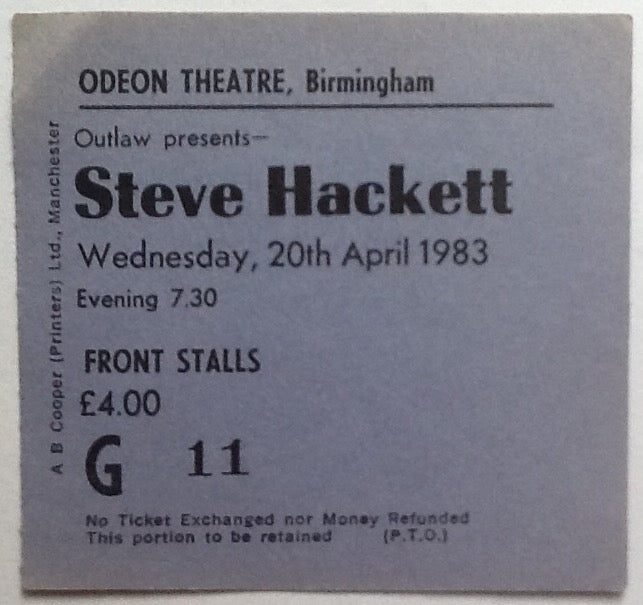 ODEON THEATRE, Birmingham
Outlaw presents—
Steve Hackett
Wednesday, 20th April 1983
Evening 7.30
FRONT STALLS
£4.00
G 11
No Ticket Exchanged nor Money Refunded
This portion to be retained (P.T.O.)
A B Cooper (Printers) Ltd., Manchester